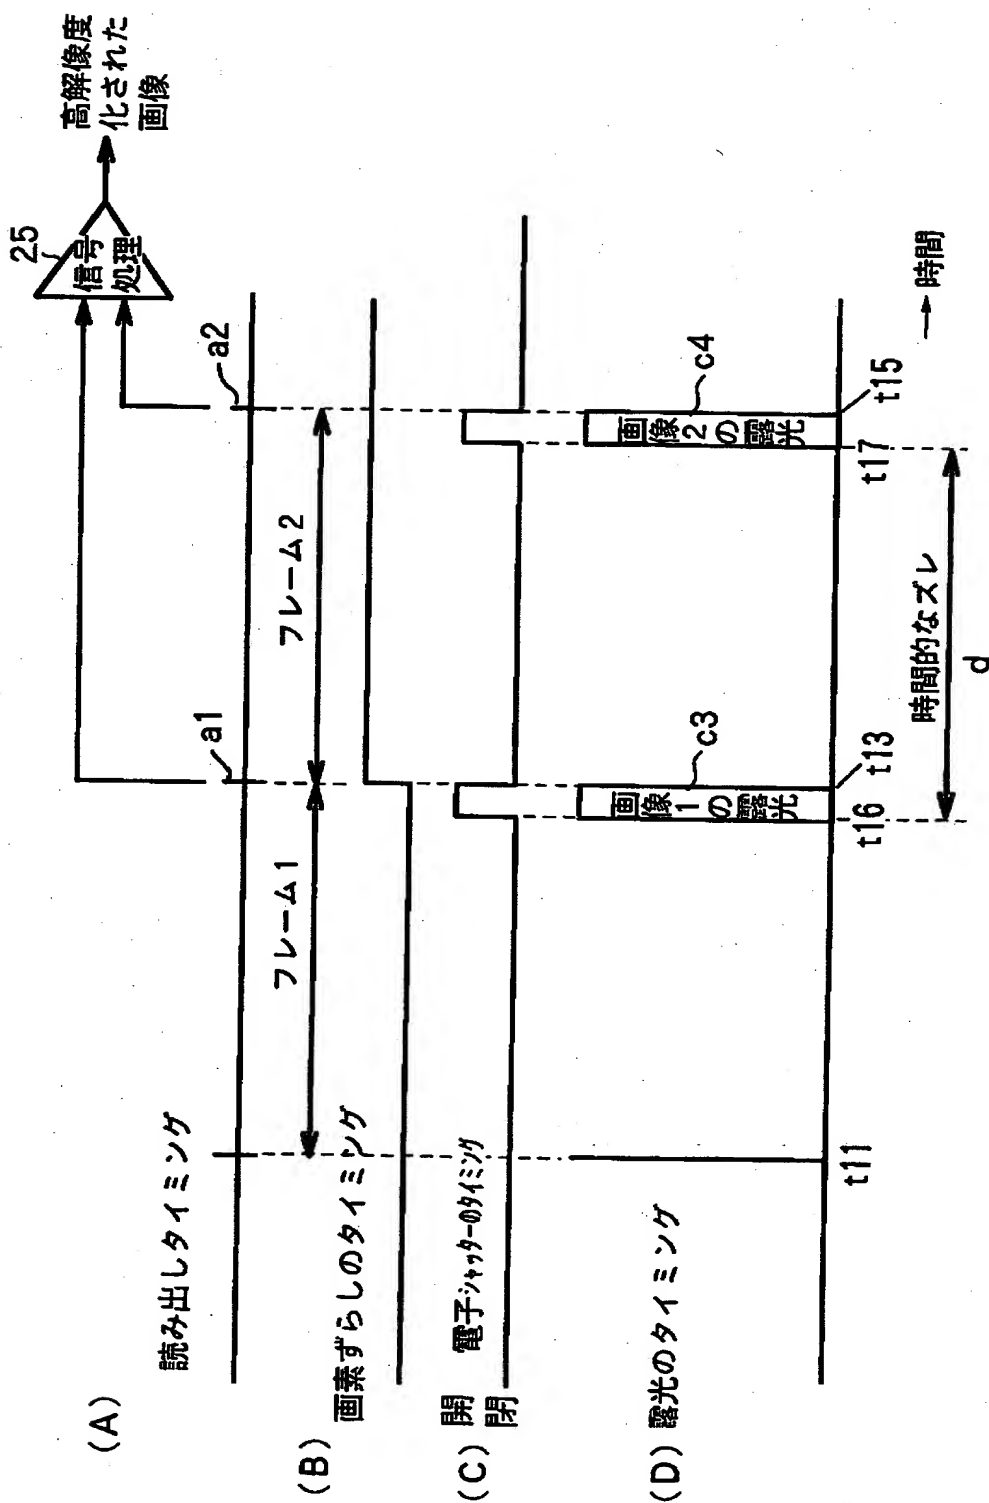 (A)
読み出しタイミング
a1
a2
25
信号
処理
高解像度
化された
画像
(B)
画素ずらしのタイミング
フレーム1
フレーム2
(C)
開
閉
電子シャッターのタイミング
(D)
露光のタイミング
画像1の露光
c3
画像2の露光
c4
t11
t16
t13
t17
t15
時間的なズレ
d
→時間